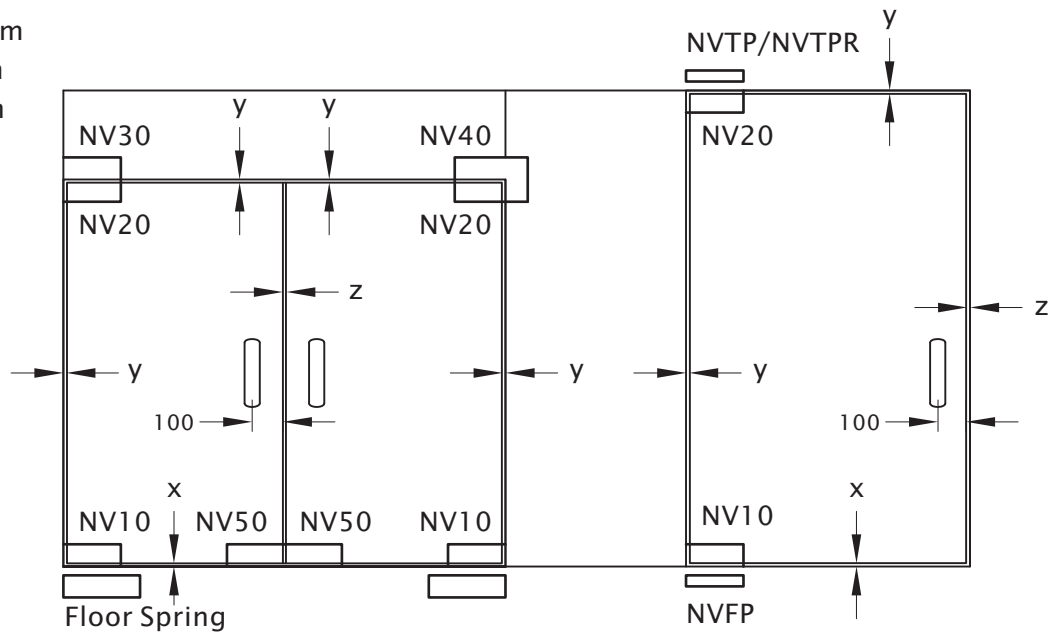 y
NVTP/NVTPR
y
y
NV30
NV40
NV20
NV20
NV20
z
z
y
y
y
100
100
x
x
NV10
NV50
NV50
NV10
NV10
Floor Spring
NVFP